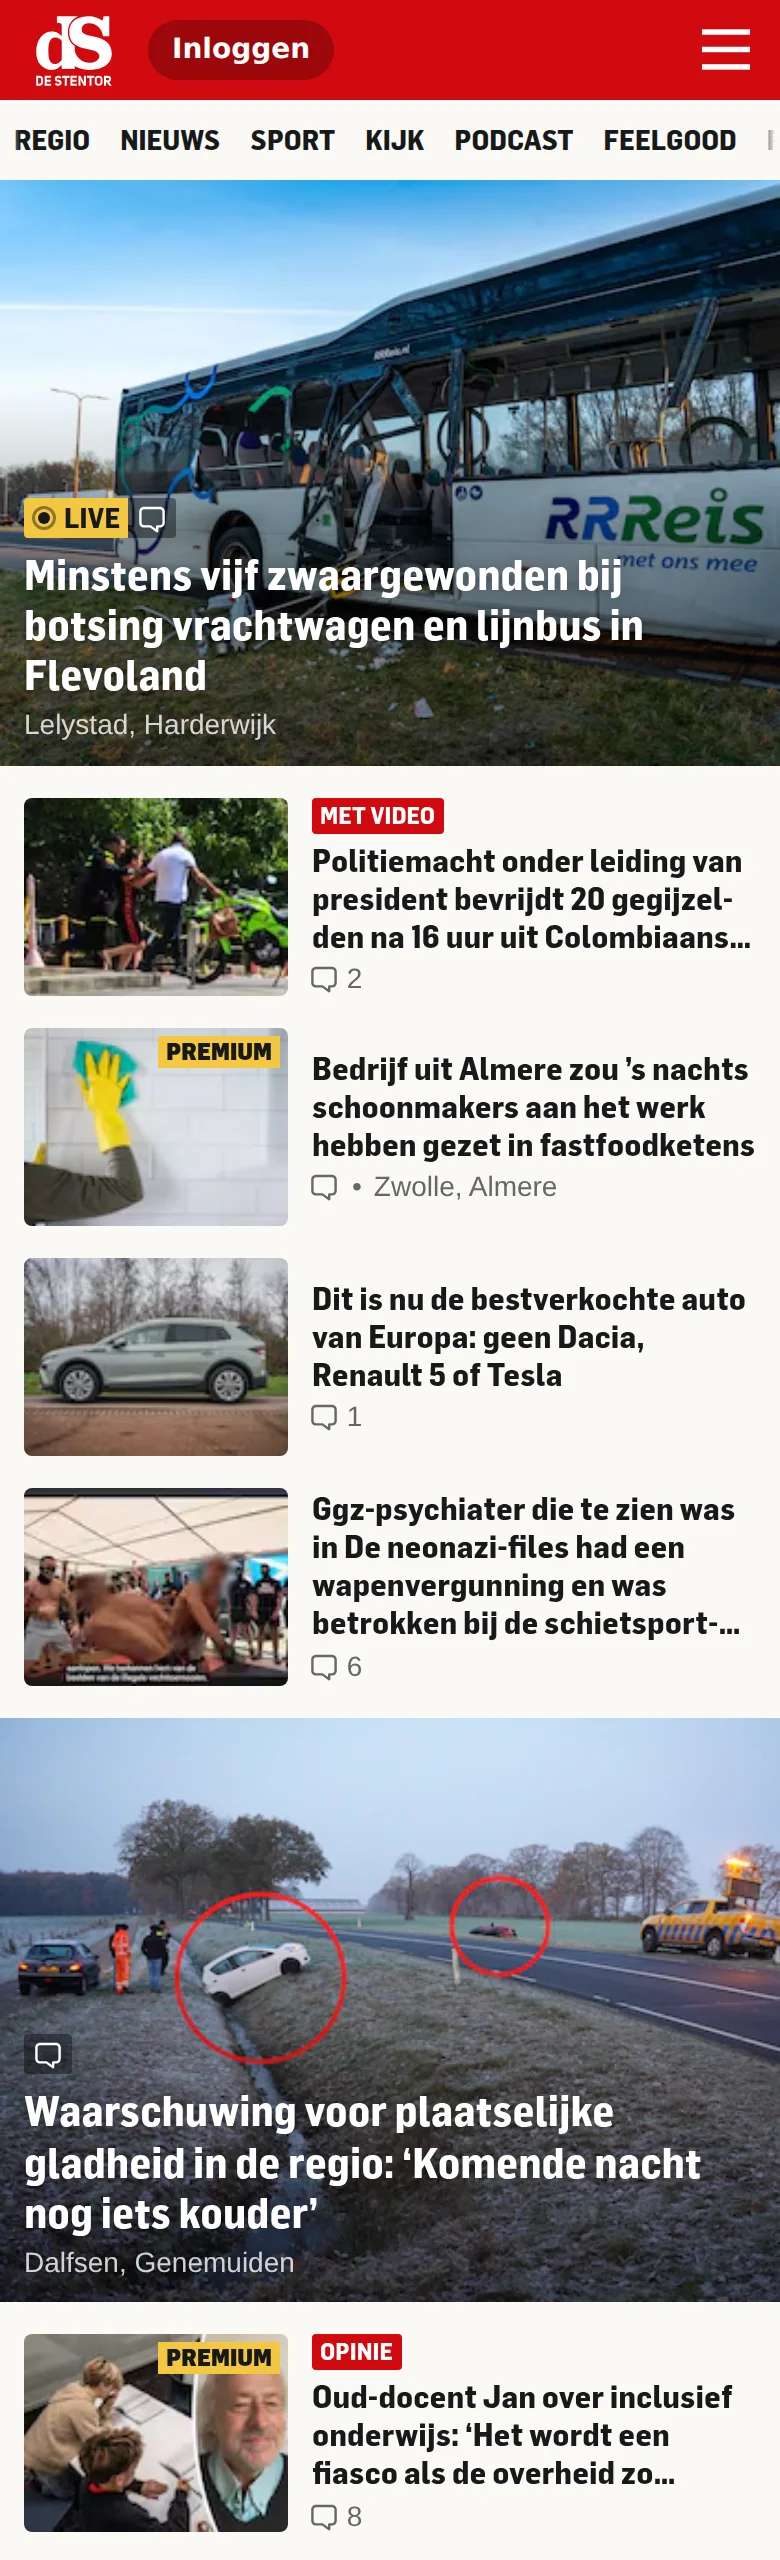 dS
DE STENTOR
Inloggen
REGIO NIEUWS SPORT KIJK PODCAST FEELGOOD
RRReis.nl
RRReis
met ons mee
LIVE
Minstens vijf zwaargewonden bij
botsing vrachtwagen en lijnbus in
Flevoland
Lelystad, Harderwijk
MET VIDEO
Politiemacht onder leiding van
president bevrijdt 20 gegijzel-
den na 16 uur uit Colombiaans...
2
PREMIUM
Bedrijf uit Almere zou ’s nachts
schoonmakers aan het werk
hebben gezet in fastfoodketens
• Zwolle, Almere
Dit is nu de bestverkochte auto
van Europa: geen Dacia,
Renault 5 of Tesla
1
Ggz-psychiater die te zien was
in De neonazi-files had een
wapenvergunning en was
betrokken bij de schietsport-...
6
Waarschuwing voor plaatselijke
gladheid in de regio: ‘Komende nacht
nog iets kouder’
Dalfsen, Genemuiden
PREMIUM
OPINIE
Oud-docent Jan over inclusief
onderwijs: ‘Het wordt een
fiasco als de overheid zo...
8